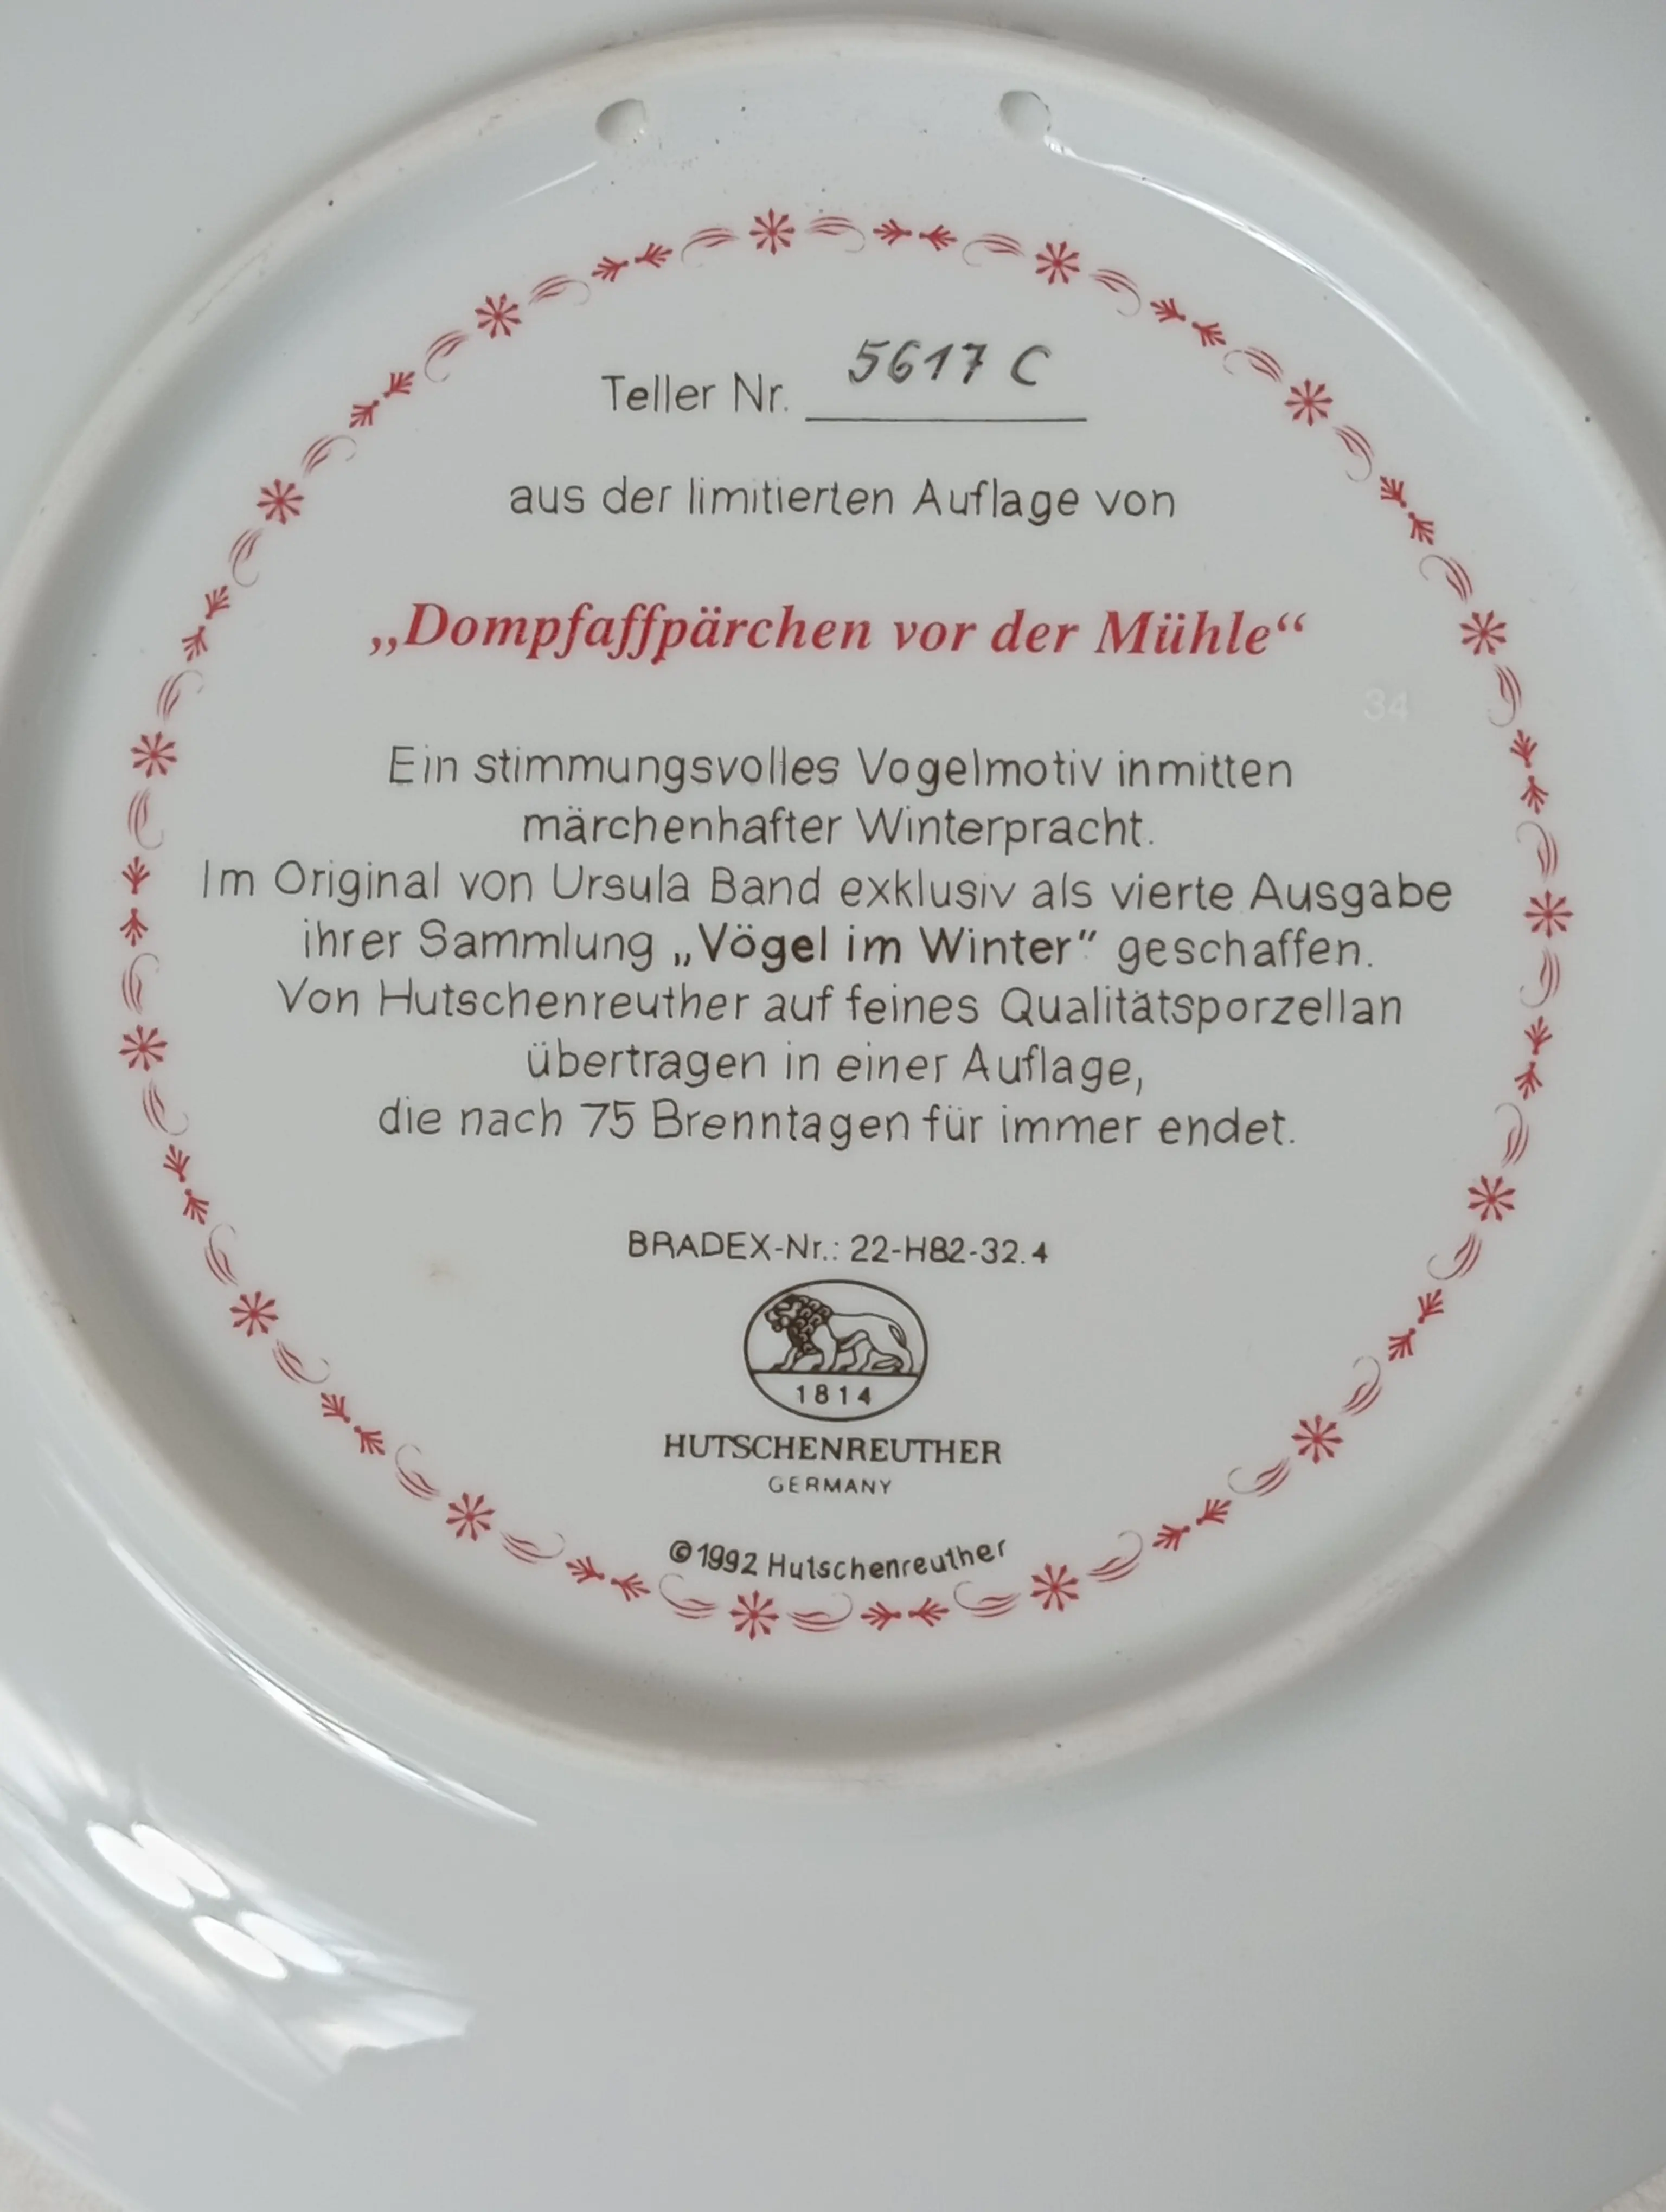 Teller Nr. 5617 C
aus der limitierten Auflage von
„Dompfaffpärchen vor der Mühle“
34
Ein stimmungsvolles Vogelmotiv inmitten
märchenhafter Winterpracht.
Im Original von Ursula Band exklusiv als vierte Ausgabe
ihrer Sammlung „Vögel im Winter“ geschaffen.
Von Hutschenreuther auf feines Qualitätsporzellan
übertragen in einer Auflage,
die nach 75 Brenntagen für immer endet.
BRADEX-Nr.: 22-H82-32.4
1814
HUTSCHENREUTHER
GERMANY
©1992 Hutschenreuther